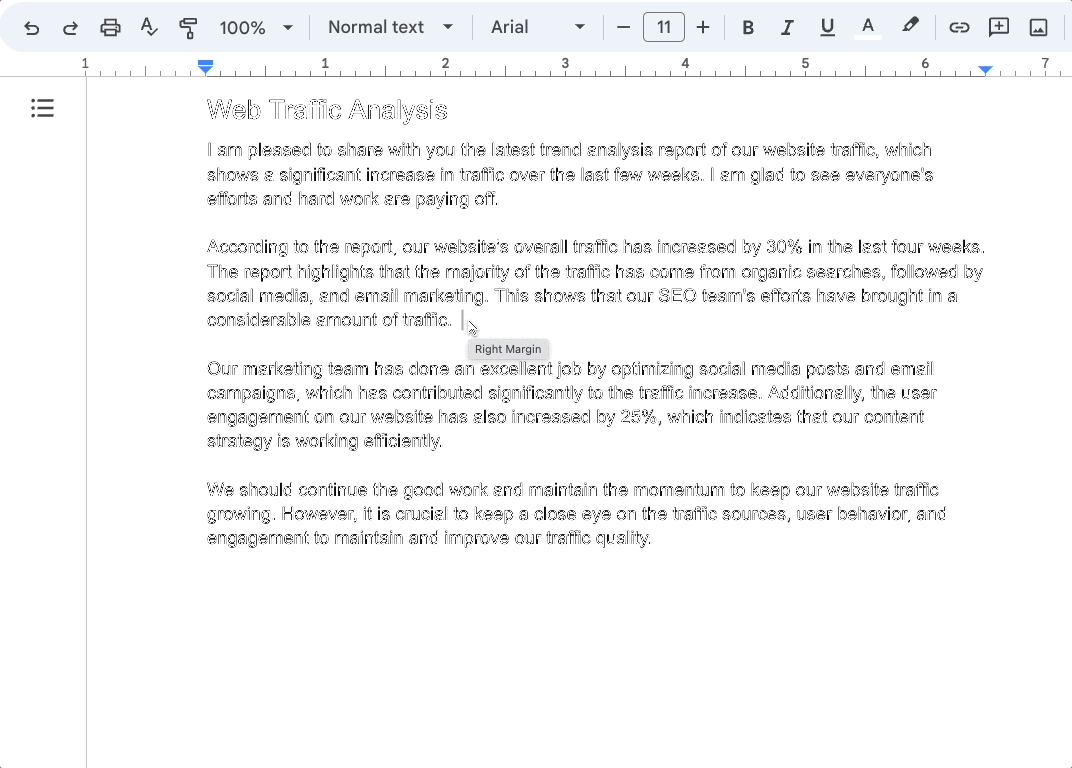 100% Normal text Arial 11 B I U A
1 1 2 3 4 5 6 7
Web Traffic Analysis
I am pleased to share with you the latest trend analysis report of our website traffic, which
shows a significant increase in traffic over the last few weeks. I am glad to see everyone's
efforts and hard work are paying off.
According to the report, our website's overall traffic has increased by 30% in the last four weeks.
The report highlights that the majority of the traffic has come from organic searches, followed by
social media, and email marketing. This shows that our SEO team's efforts have brought in a
considerable amount of traffic.
Right Margin
Our marketing team has done an excellent job by optimizing social media posts and email
campaigns, which has contributed significantly to the traffic increase. Additionally, the user
engagement on our website has also increased by 25%, which indicates that our content
strategy is working efficiently.
We should continue the good work and maintain the momentum to keep our website traffic
growing. However, it is crucial to keep a close eye on the traffic sources, user behavior, and
engagement to maintain and improve our traffic quality.